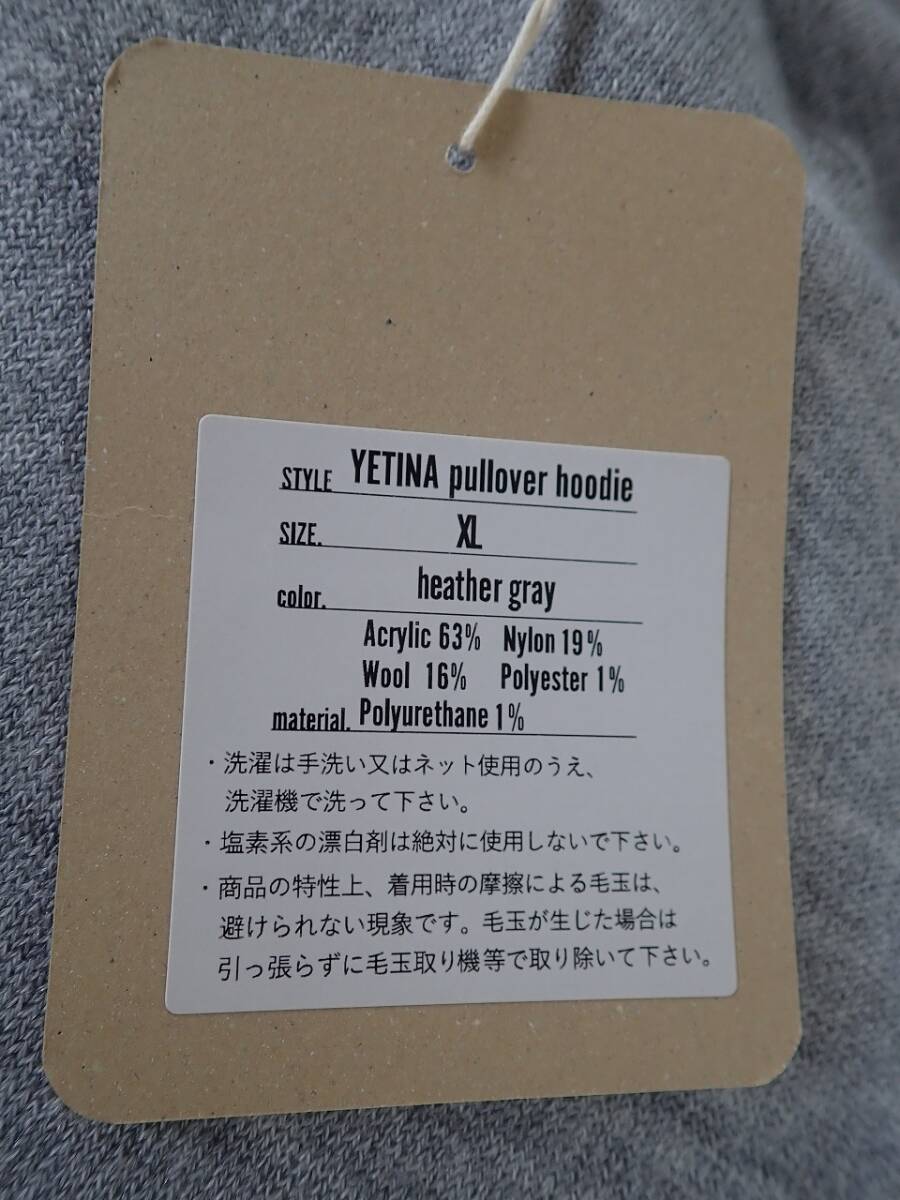 STYLE YETINA pullover hoodie
SIZE. XL
color. heather gray
Acrylic 63% Nylon 19%
Wool 16% Polyester 1%
material. Polyurethane 1%
・洗濯は手洗い又はネット使用のうえ、
洗濯機で洗って下さい。
・塩素系の漂白剤は絶対に使用しないで下さい。
・商品の特性上、着用時の摩擦による毛玉は、
避けられない現象です。毛玉が生じた場合は
引っ張らずに毛玉取り機等で取り除いて下さい。